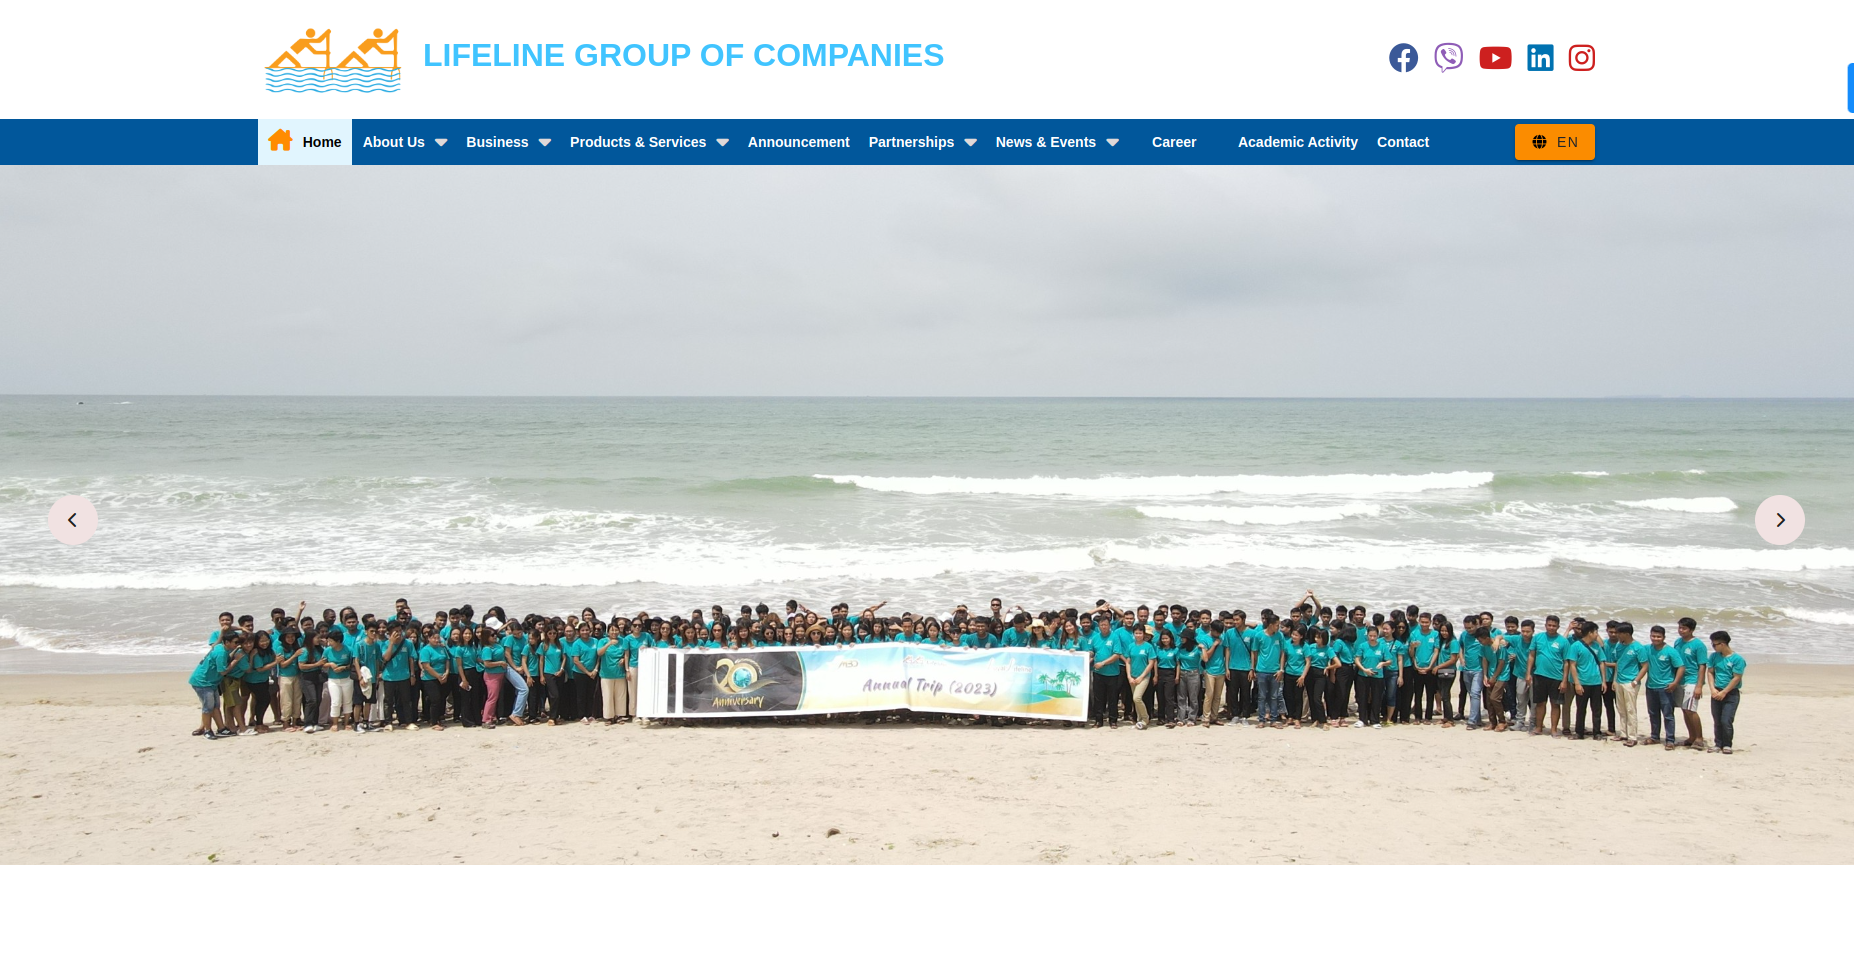 LIFELINE GROUP OF COMPANIES
Home
About Us
Business
Products & Services
Announcement
Partnerships
News & Events
Career
Academic Activity
Contact
EN
20
Anniversary
Annual Trip (2023)